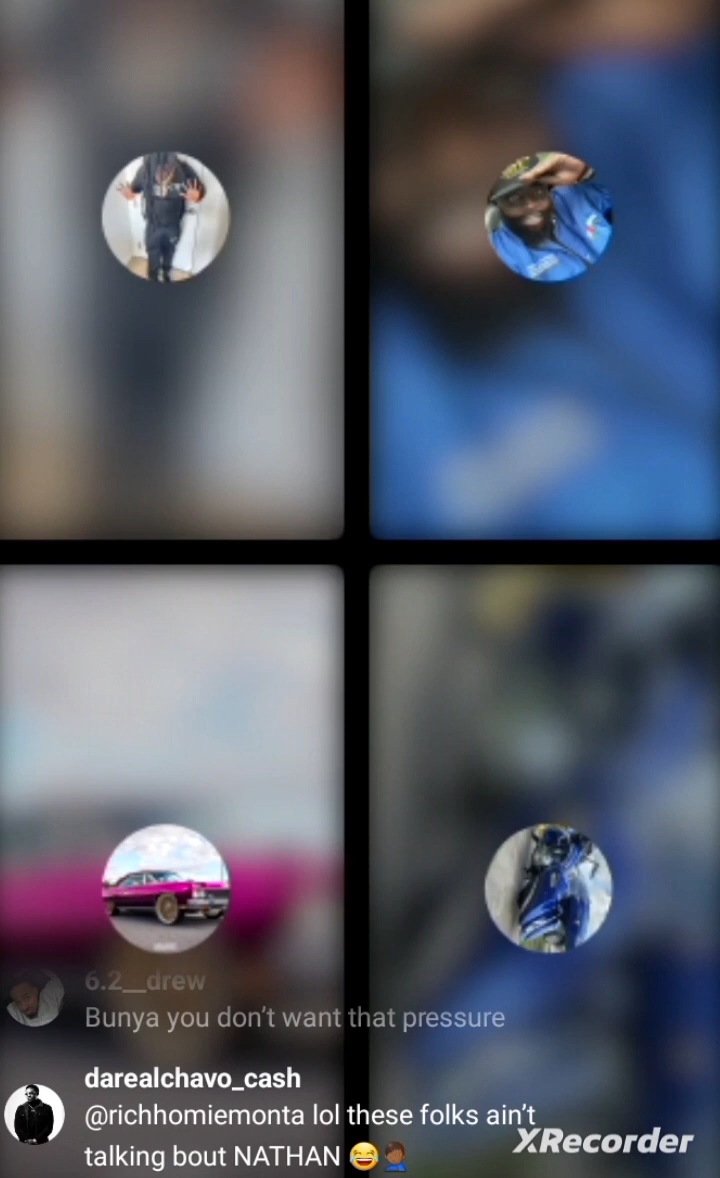 6.2__drew
Bunya you don’t want that pressure
darealchavo_cash
@richhomiemonta lol these folks ain’t
talking bout NATHAN 😂🤦🏾‍♂️
XRecorder